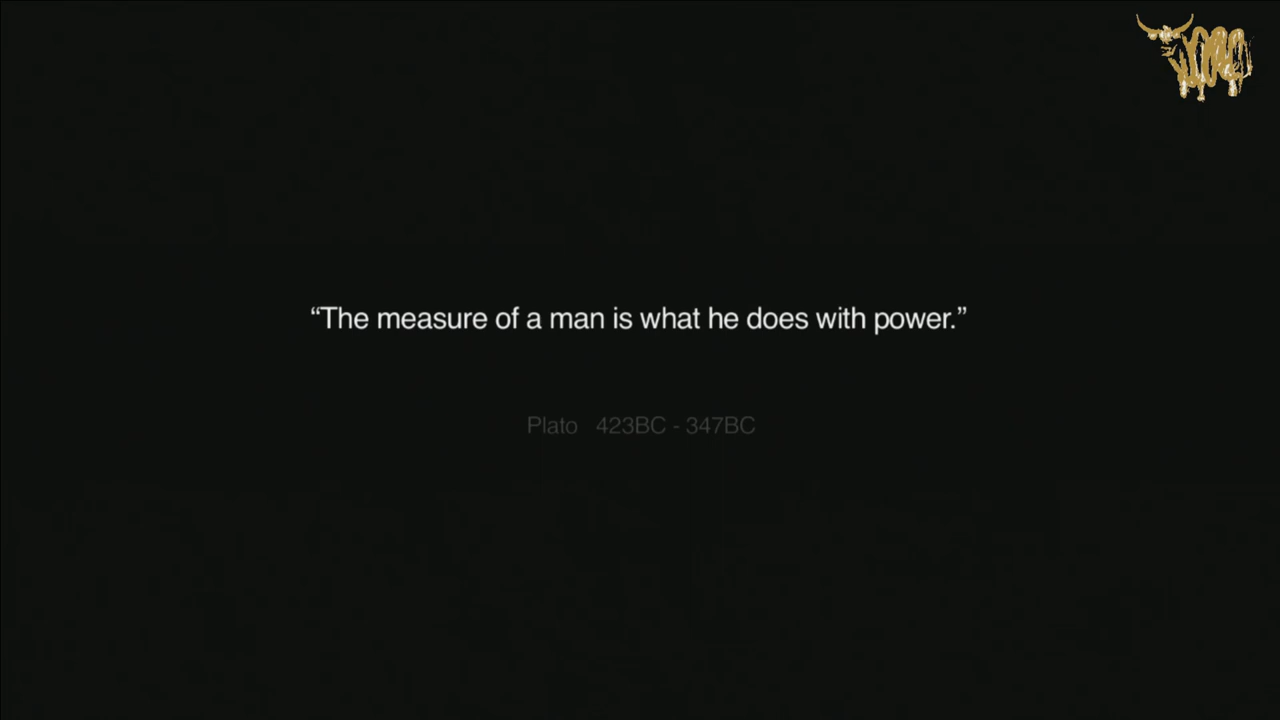 “The measure of a man is what he does with power.”
Plato 423BC - 347BC